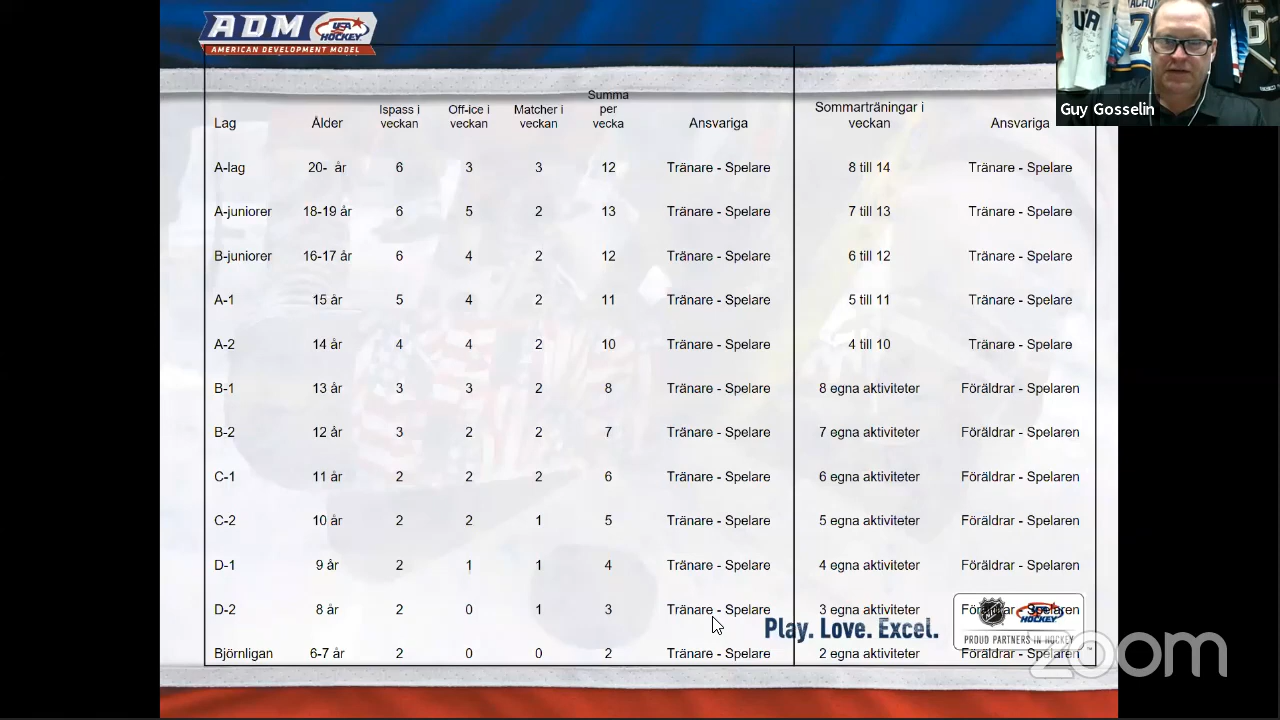 ADM
USA
HOCKEY
AMERICAN DEVELOPMENT MODEL
Guy Gosselin
Lag Ålder Ispass i veckan Off-ice i veckan Matcher i veckan Summa per vecka Ansvariga Sommarträningar i veckan Ansvariga
A-lag 20- år 6 3 3 12 Tränare - Spelare 8 till 14 Tränare - Spelare
A-juniorer 18-19 år 6 5 2 13 Tränare - Spelare 7 till 13 Tränare - Spelare
B-juniorer 16-17 år 6 4 2 12 Tränare - Spelare 6 till 12 Tränare - Spelare
A-1 15 år 5 4 2 11 Tränare - Spelare 5 till 11 Tränare - Spelare
A-2 14 år 4 4 2 10 Tränare - Spelare 4 till 10 Tränare - Spelare
B-1 13 år 3 3 2 8 Tränare - Spelare 8 egna aktiviteter Föräldrar - Spelaren
B-2 12 år 3 2 2 7 Tränare - Spelare 7 egna aktiviteter Föräldrar - Spelaren
C-1 11 år 2 2 2 6 Tränare - Spelare 6 egna aktiviteter Föräldrar - Spelaren
C-2 10 år 2 2 1 5 Tränare - Spelare 5 egna aktiviteter Föräldrar - Spelaren
D-1 9 år 2 1 1 4 Tränare - Spelare 4 egna aktiviteter Föräldrar - Spelaren
D-2 8 år 2 0 1 3 Tränare - Spelare 3 egna aktiviteter Föräldrar - Spelaren
Björnligan 6-7 år 2 0 0 2 Tränare - Spelare 2 egna aktiviteter Föräldrar - Spelaren
Play. Love. Excel.
NHL
USA
HOCKEY
PROUD PARTNERS IN HOCKEY
zoom